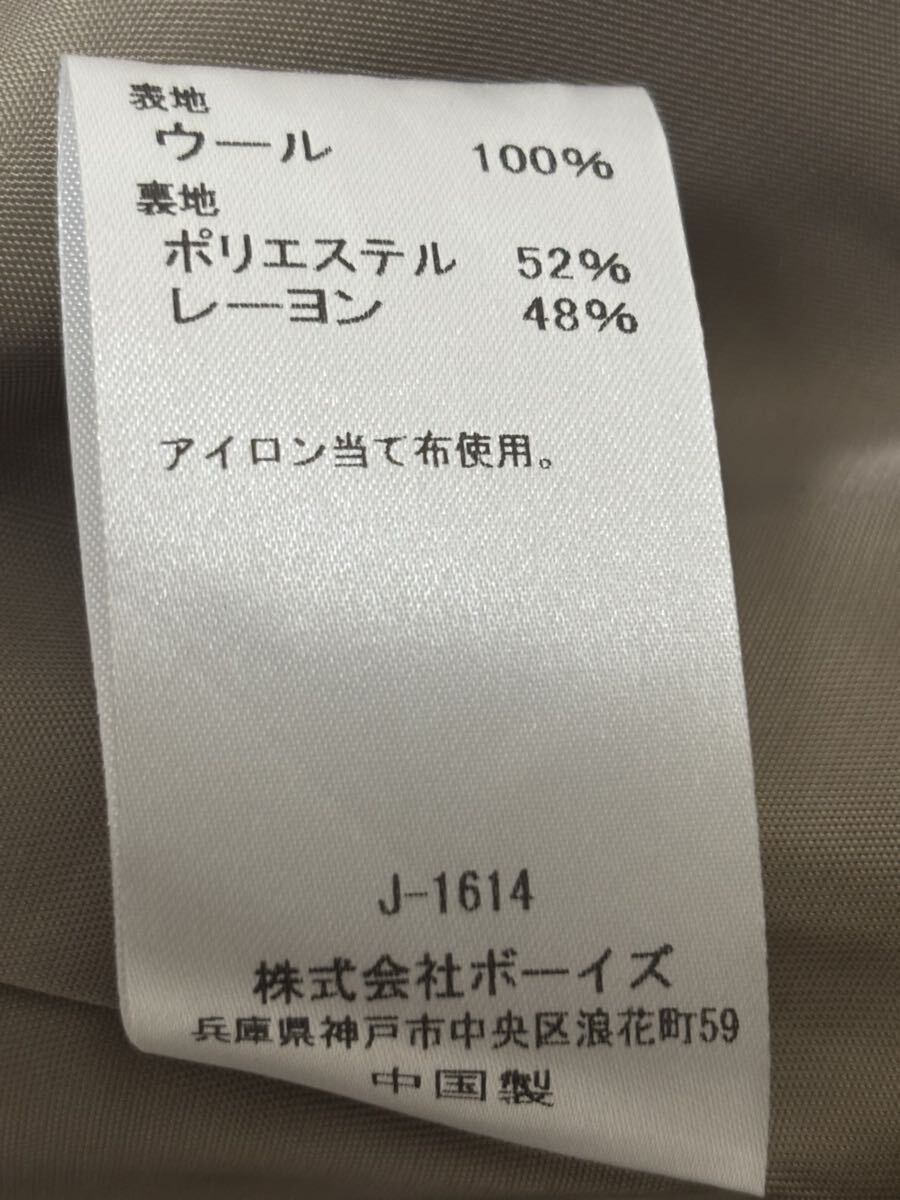 表地
ウール 100%
裏地
ポリエステル 52%
レーヨン 48%
アイロン当て布使用。
J-1614
株式会社ボーイズ
兵庫県神戸市中央区浪花町59
中国製